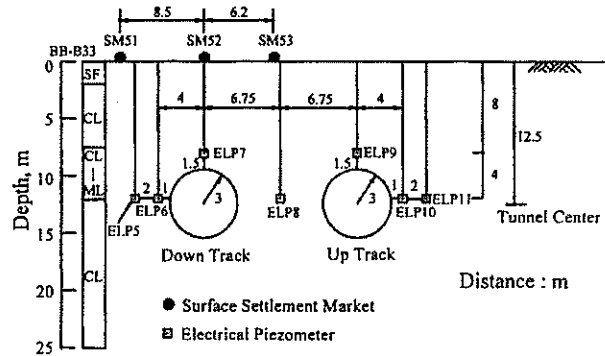 8.5
6.2
BB-B33
SM51
SM52
SM53
0
SF
4
6.75
6.75
4
8
5
CL
12.5
CL
|
ML
ELP7
ELP9
1.5
1.5
10
2
1
3
3
1
2
4
ELP5
ELP6
ELP8
ELP10
ELP11
Tunnel Center
15
Down Track
Up Track
Depth, m
20
CL
Distance : m
Surface Settlement Market
Electrical Piezometer
25